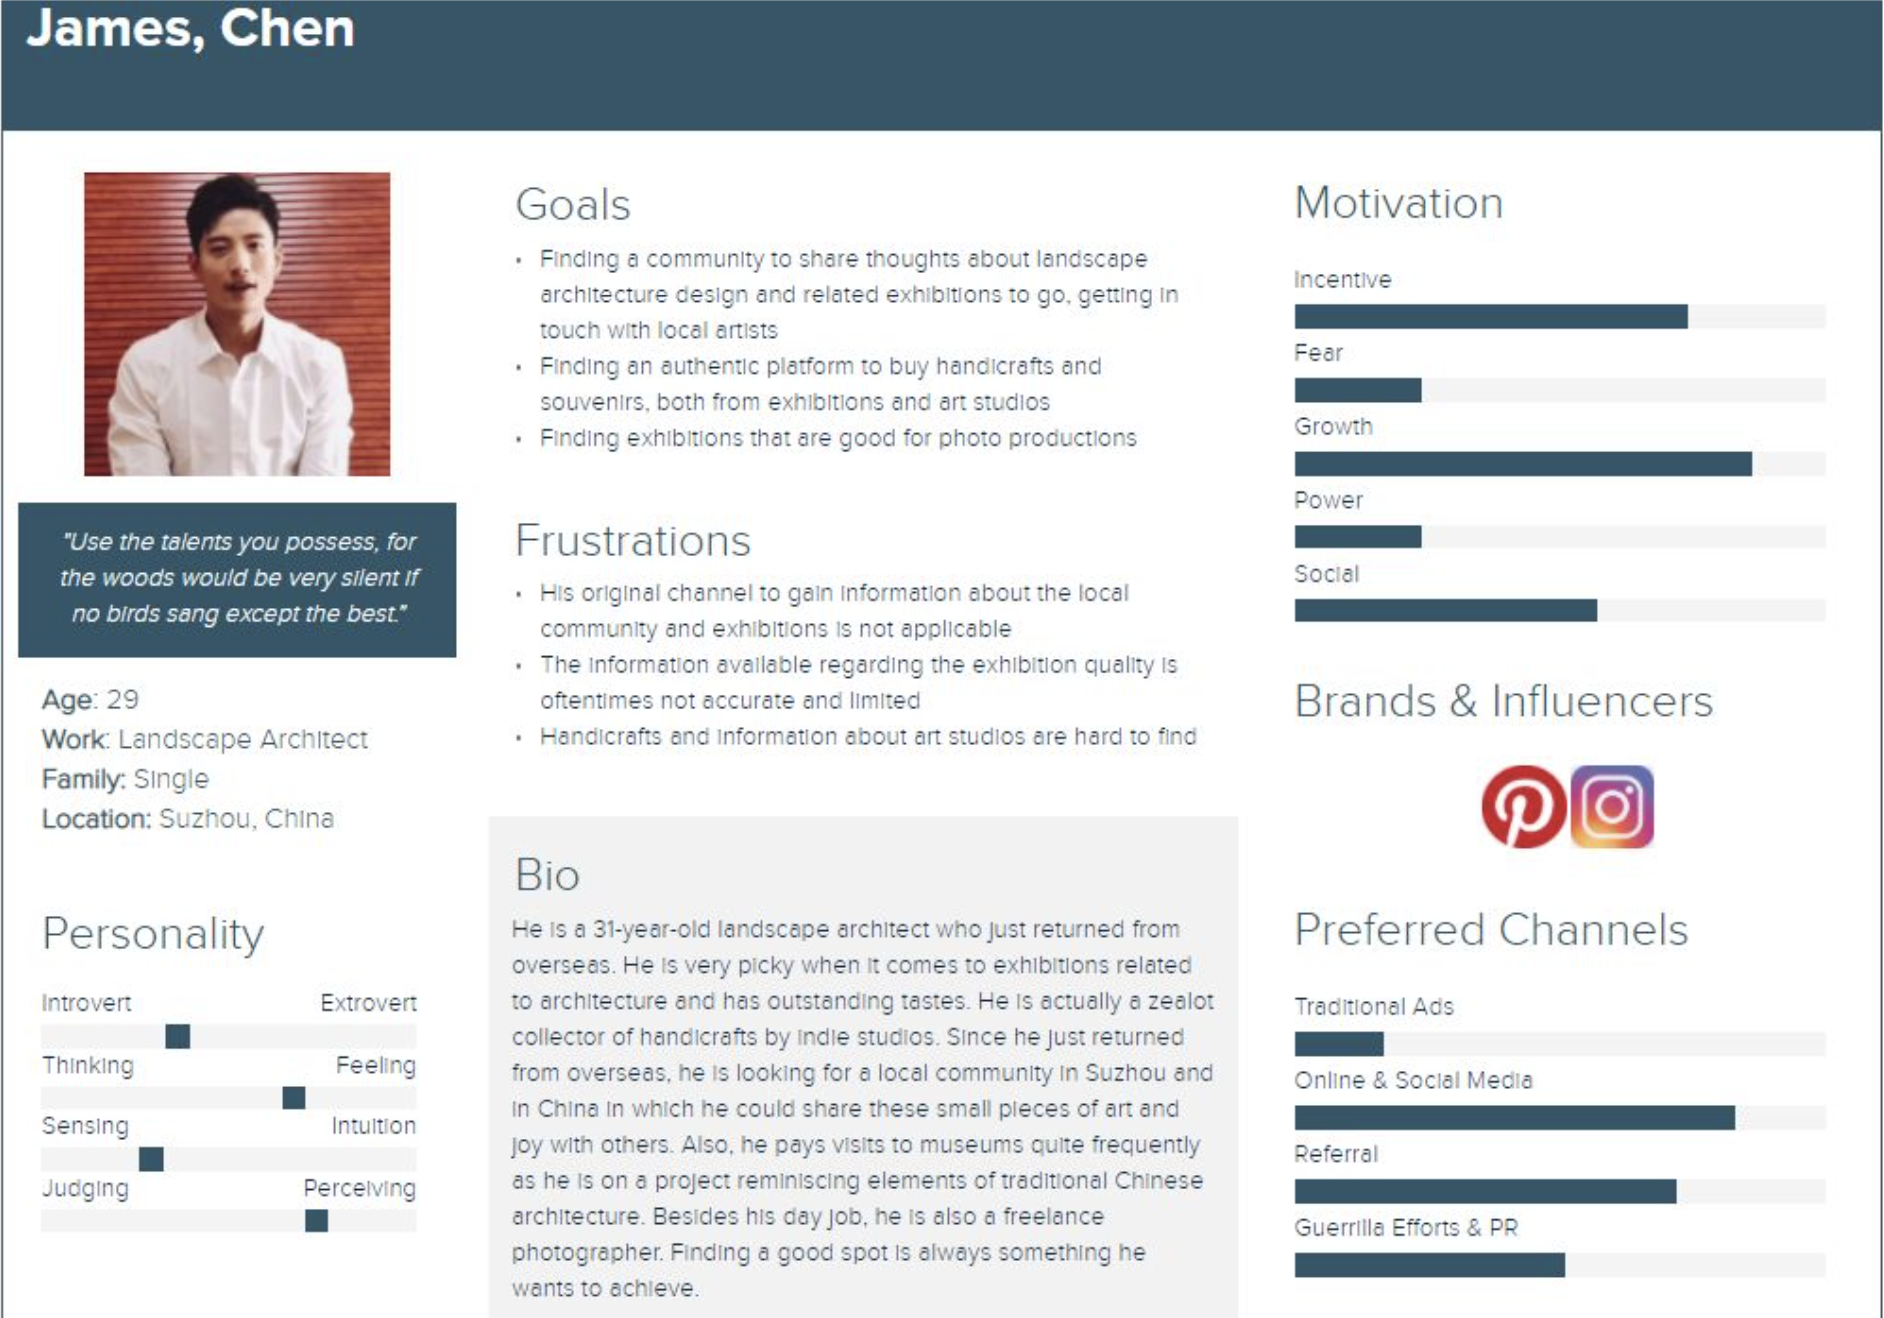 James, Chen
"Use the talents you possess, for
the woods would be very silent if
no birds sang except the best."
Age: 29
Work: Landscape Architect
Family: Single
Location: Suzhou, China
Personality
Introvert Extrovert
Thinking Feeling
Sensing Intuition
Judging Perceiving
Goals
• Finding a community to share thoughts about landscape
architecture design and related exhibitions to go, getting in
touch with local artists
• Finding an authentic platform to buy handicrafts and
souvenirs, both from exhibitions and art studios
• Finding exhibitions that are good for photo productions
Frustrations
• His original channel to gain information about the local
community and exhibitions is not applicable
• The information available regarding the exhibition quality is
oftentimes not accurate and limited
• Handicrafts and information about art studios are hard to find
Bio
He is a 31-year-old landscape architect who just returned from
overseas. He is very picky when it comes to exhibitions related
to architecture and has outstanding tastes. He is actually a zealot
collector of handicrafts by indie studios. Since he just returned
from overseas, he is looking for a local community in Suzhou and
in China in which he could share these small pieces of art and
joy with others. Also, he pays visits to museums quite frequently
as he is on a project reminiscing elements of traditional Chinese
architecture. Besides his day job, he is also a freelance
photographer. Finding a good spot is always something he
wants to achieve.
Motivation
Incentive
Fear
Growth
Power
Social
Brands & Influencers
Preferred Channels
Traditional Ads
Online & Social Media
Referral
Guerrilla Efforts & PR